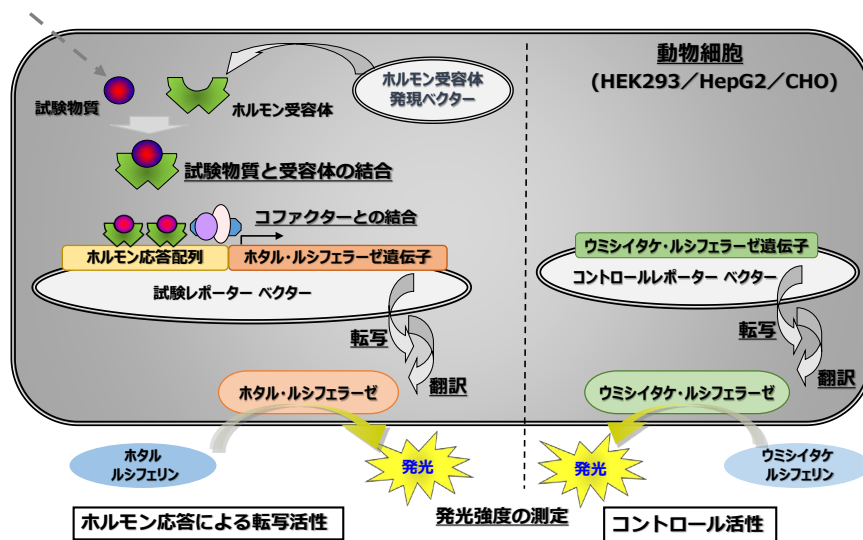 動物細胞
(HEK293／HepG2／CHO)
試験物質
ホルモン受容体
ホルモン受容体
発現ベクター
試験物質と受容体の結合
コファクターとの結合
ホルモン応答配列
ホタル・ルシフェラーゼ遺伝子
試験レポーター ベクター
転写
翻訳
ホタル・ルシフェラーゼ
ホタル
ルシフェリン
発光
ホルモン応答による転写活性
発光強度の測定
ウミシイタケ・ルシフェラーゼ遺伝子
コントロールレポーター ベクター
転写
翻訳
ウミシイタケ・ルシフェラーゼ
発光
ウミシイタケ
ルシフェリン
コントロール活性